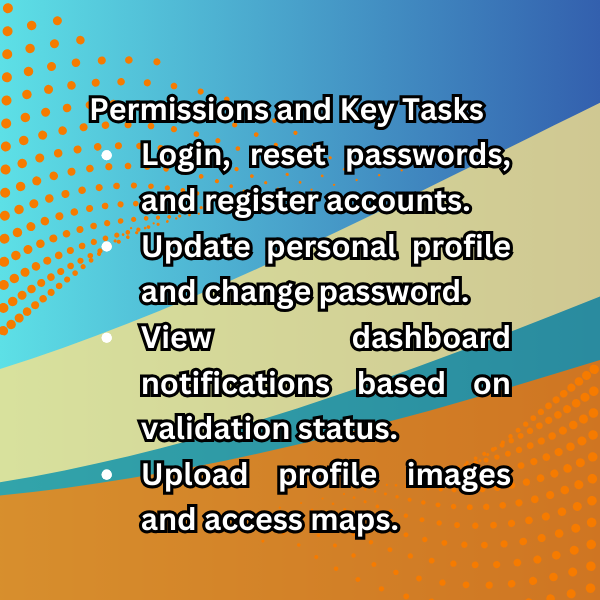 Permissions and Key Tasks
• Login, reset passwords,
and register accounts.
• Update personal profile
and change password.
• View dashboard
notifications based on
validation status.
• Upload profile images
and access maps.